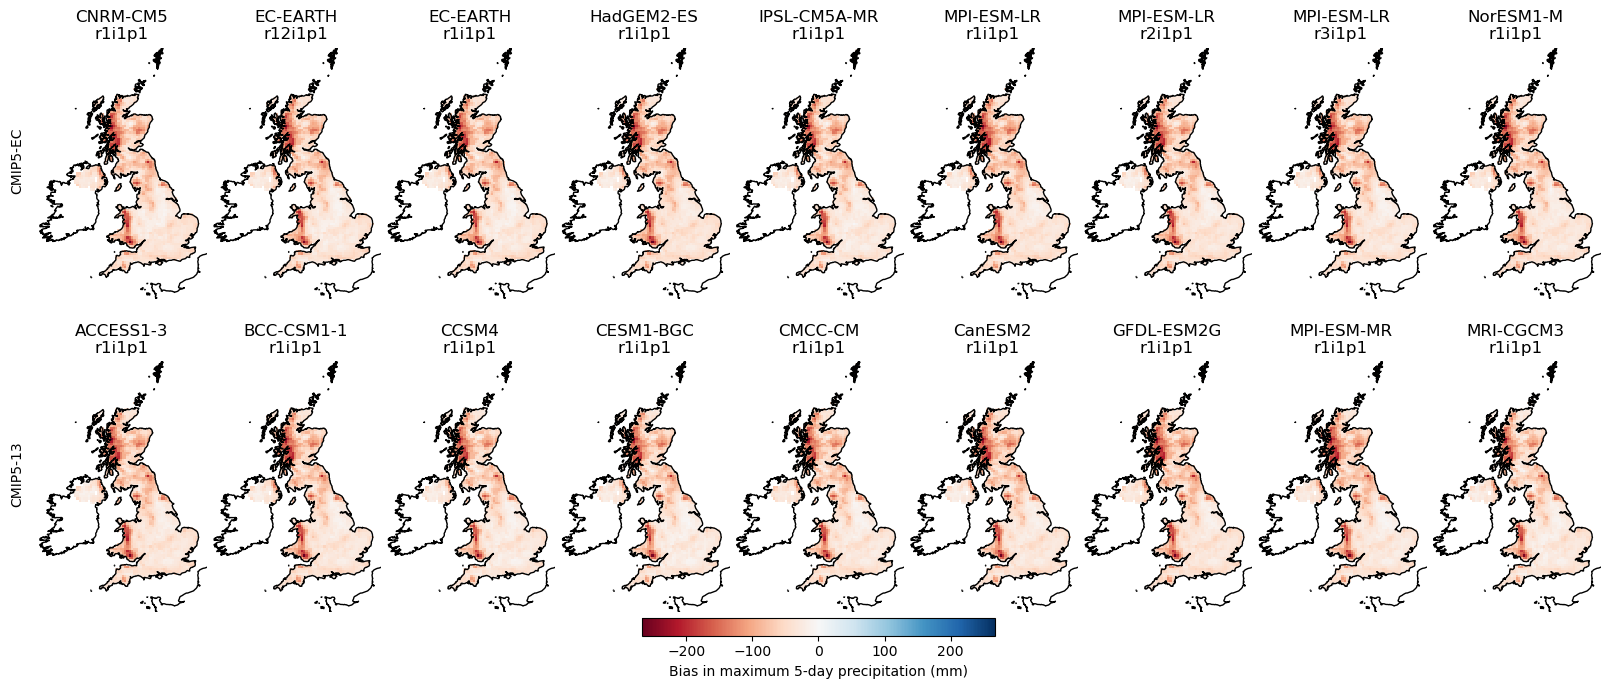 CNRM-CM5 EC-EARTH EC-EARTH HadGEM2-ES IPSL-CM5A-MR MPI-ESM-LR MPI-ESM-LR MPI-ESM-LR NorESM1-M
r1i1p1 r12i1p1 r1i1p1 r1i1p1 r1i1p1 r1i1p1 r2i1p1 r3i1p1 r1i1p1
CMIP5-EC
ACCESS1-3 BCC-CSM1-1 CCSM4 CESM1-BGC CMCC-CM CanESM2 GFDL-ESM2G MPI-ESM-MR MRI-CGCM3
r1i1p1 r1i1p1 r1i1p1 r1i1p1 r1i1p1 r1i1p1 r1i1p1 r1i1p1 r1i1p1
CMIP5-13
−200 −100 0 100 200
Bias in maximum 5-day precipitation (mm)